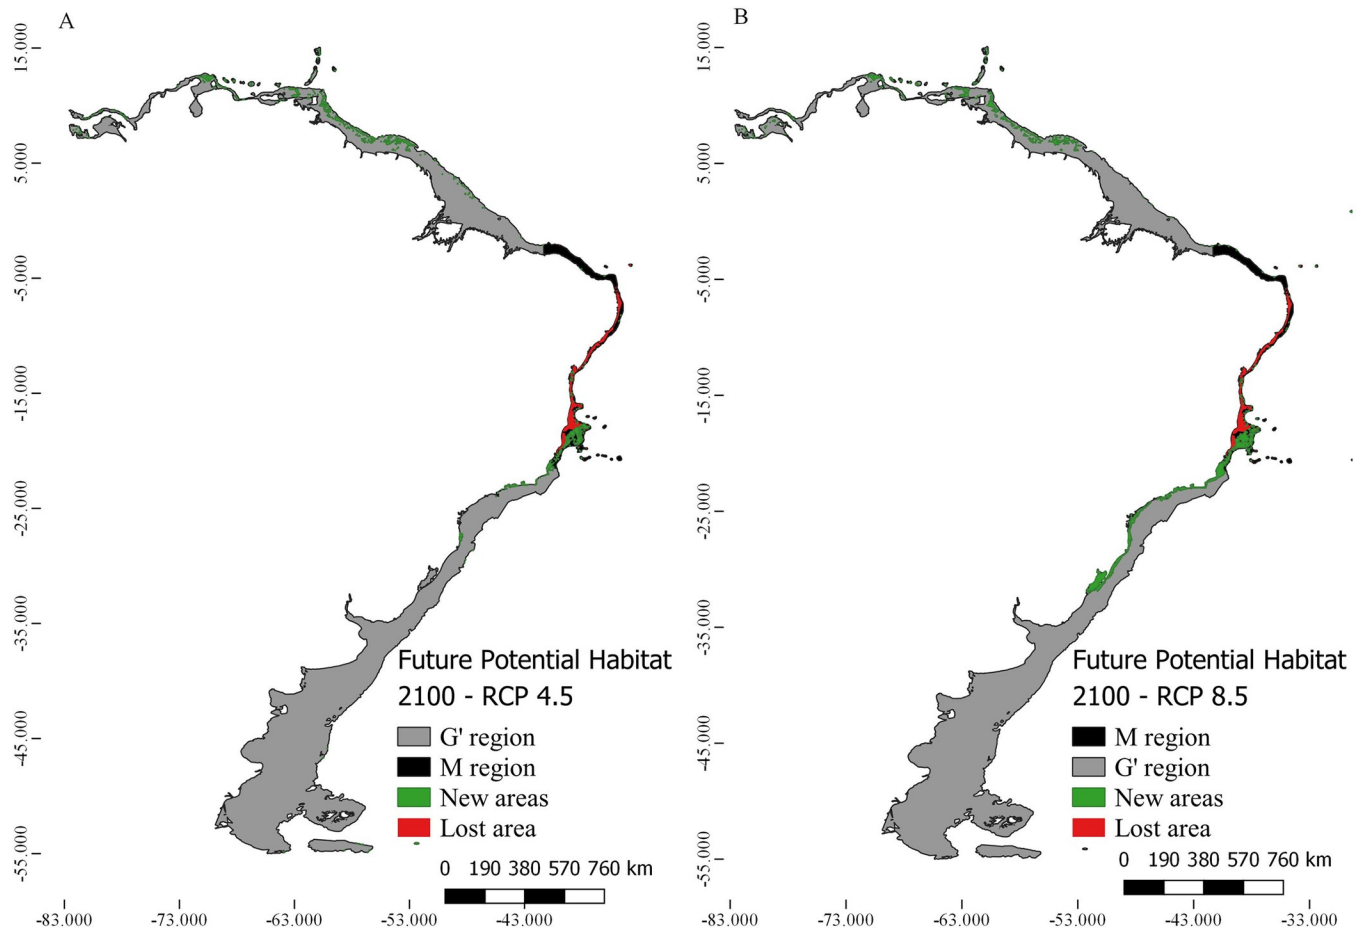 A
15.000
5.000
-5.000
-15.000
-25.000
-35.000
-45.000
-55.000
Future Potential Habitat
2100 - RCP 4.5
G' region
M region
New areas
Lost area
0 190 380 570 760 km
-83.000 -73.000 -63.000 -53.000 -43.000
B
15.000
5.000
-5.000
-15.000
-25.000
-35.000
-45.000
-55.000
Future Potential Habitat
2100 - RCP 8.5
M region
G' region
New areas
Lost area
0 190 380 570 760 km
-83.000 -73.000 -63.000 -53.000 -43.000 -33.000